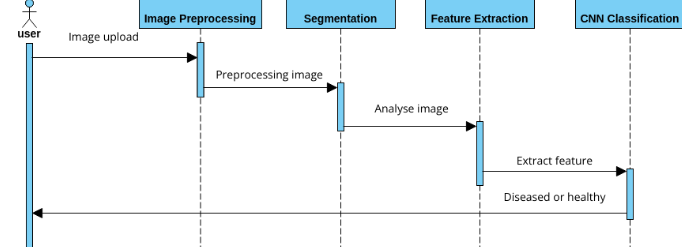 Image Preprocessing
Segmentation
Feature Extraction
CNN Classification
user
Image upload
Preprocessing image
Analyse image
Extract feature
Diseased or healthy